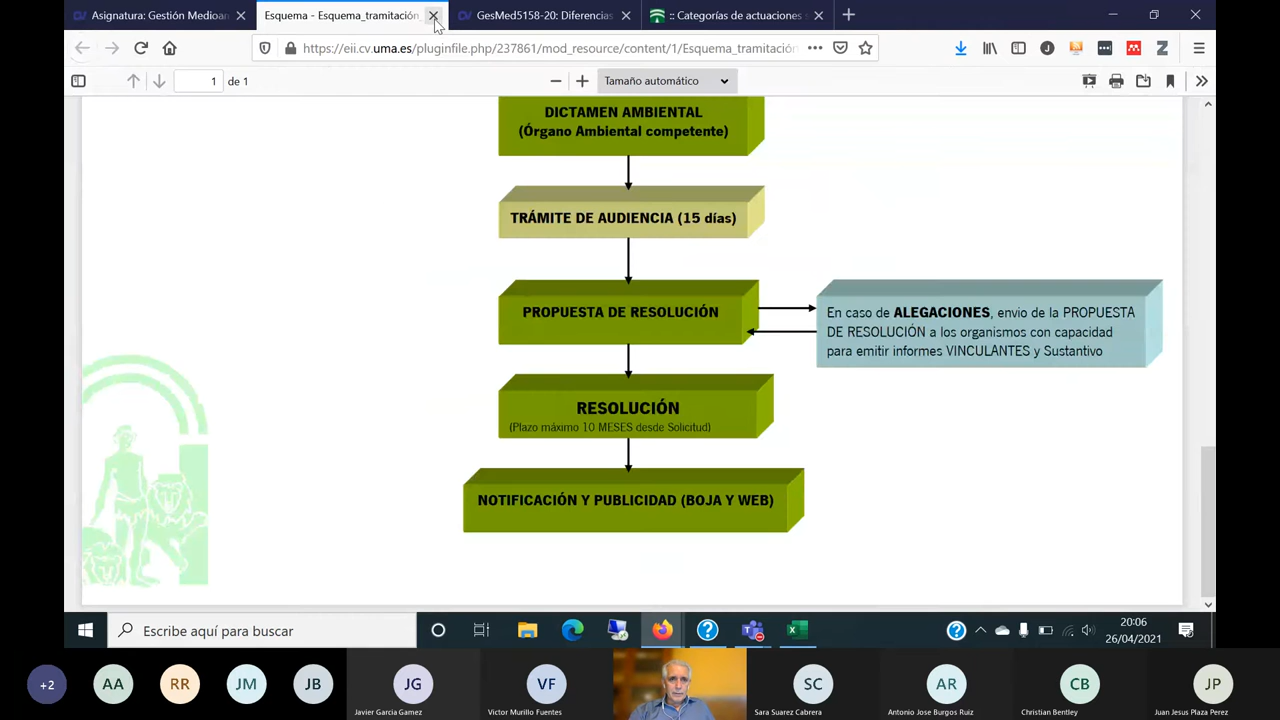 Asignatura: Gestión Medioam
Esquema - Esquema_tramitación_
GesMed5158-20: Diferencias
:: Categorías de actuaciones s
https://eii.cv.uma.es/pluginfile.php/237861/mod_resource/content/1/Esquema_tramitación
1 de 1
Tamaño automático
DICTAMEN AMBIENTAL
(Órgano Ambiental competente)
TRÁMITE DE AUDIENCIA (15 días)
PROPUESTA DE RESOLUCIÓN
En caso de ALEGACIONES, envio de la PROPUESTA
DE RESOLUCIÓN a los organismos con capacidad
para emitir informes VINCULANTES y Sustantivo
RESOLUCIÓN
(Plazo máximo 10 MESES desde Solicitud)
NOTIFICACIÓN Y PUBLICIDAD (BOJA Y WEB)
Escribe aquí para buscar
20:06
26/04/2021
+2
AA
RR
JM
JB
JG
VF
SC
AR
CB
JP
Javier Garcia Gamez
Victor Murillo Fuentes
Sara Suarez Cabrera
Antonio Jose Burgos Ruiz
Christian Bentley
Juan Jesus Plaza Perez